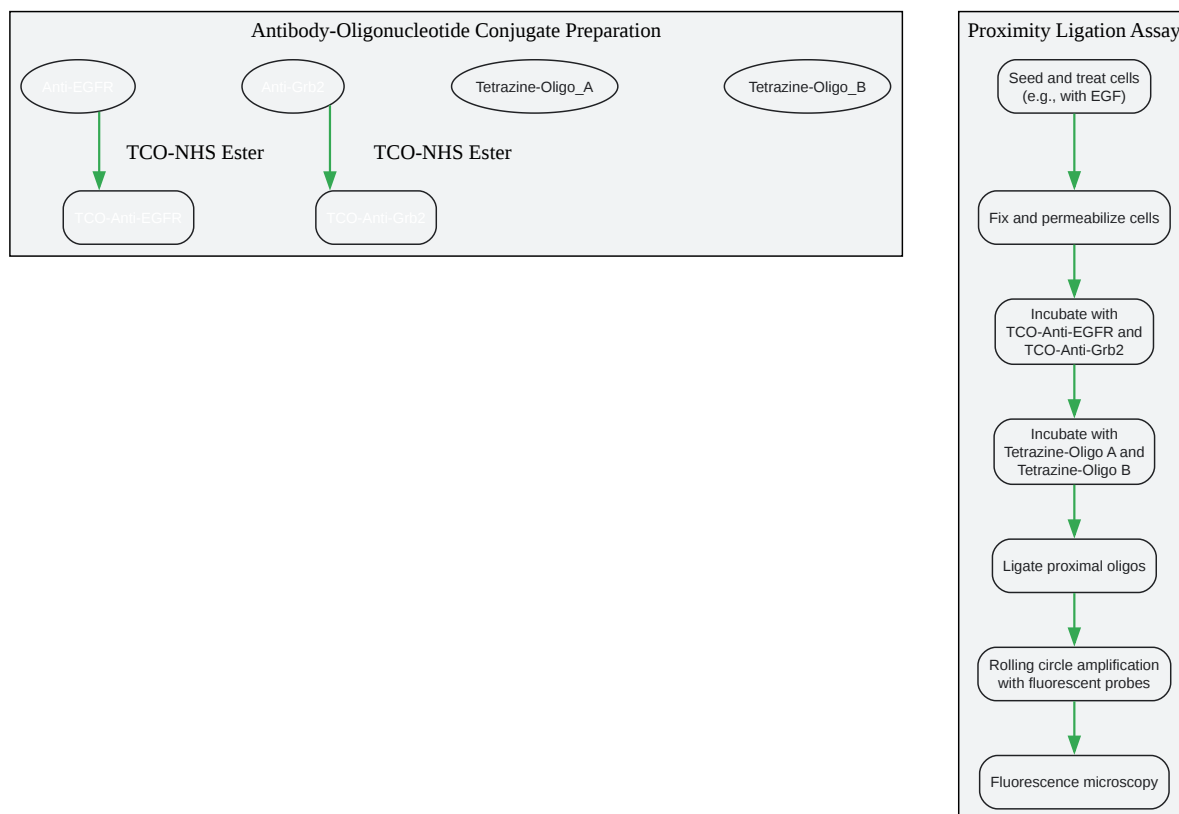 Antibody-Oligonucleotide Conjugate Preparation
Anti-EGFR
Anti-Grb2
Tetrazine-Oligo_A
Tetrazine-Oligo_B
TCO-NHS Ester
TCO-NHS Ester
TCO-Anti-EGFR
TCO-Anti-Grb2
Proximity Ligation Assay
Seed and treat cells
(e.g., with EGF)
Fix and permeabilize cells
Incubate with
TCO-Anti-EGFR and
TCO-Anti-Grb2
Incubate with
Tetrazine-Oligo A and
Tetrazine-Oligo B
Ligate proximal oligos
Rolling circle amplification
with fluorescent probes
Fluorescence microscopy